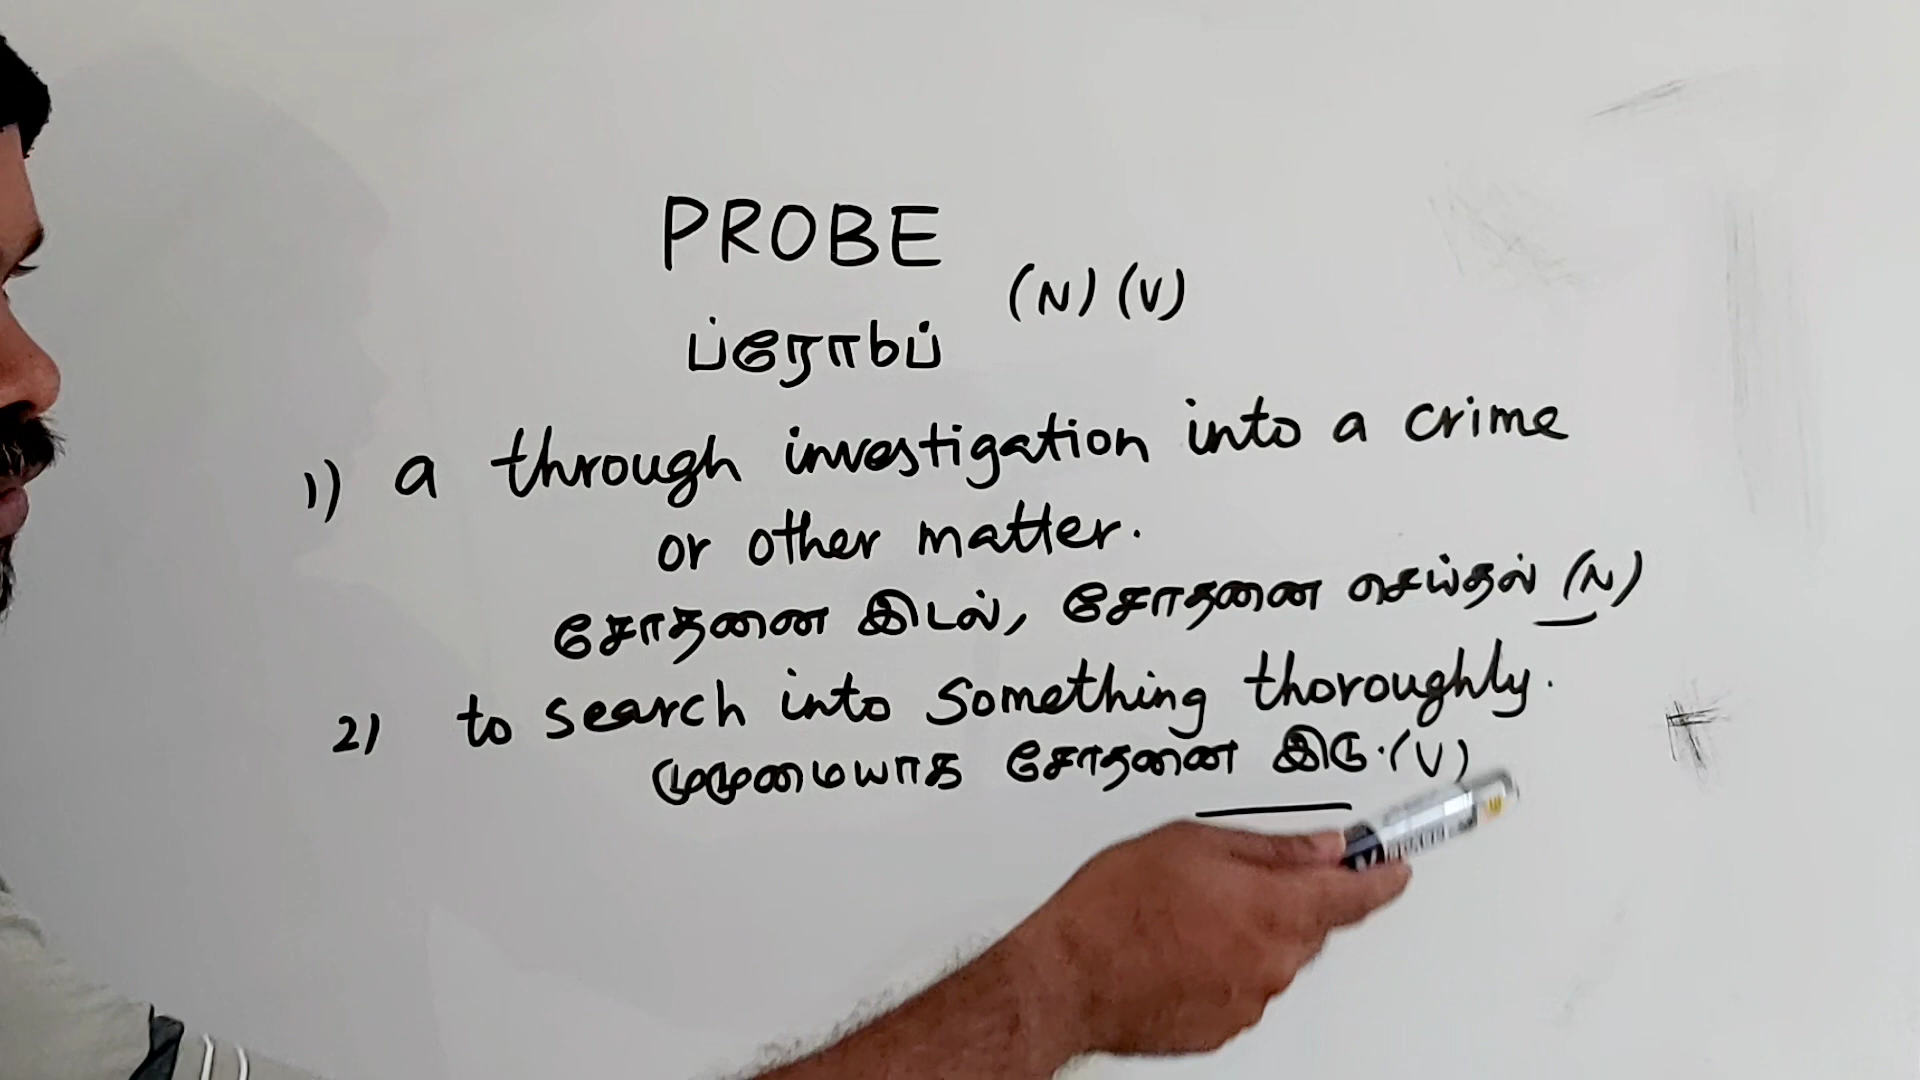 PROBE
(N) (V)
ப்ரோbப்
1) a through investigation into a crime
or other matter.
சோதனை இடல், சோதனை செய்தல் (N)
2) to search into something thoroughly.
முழுமையாக சோதனை இடு. (V)